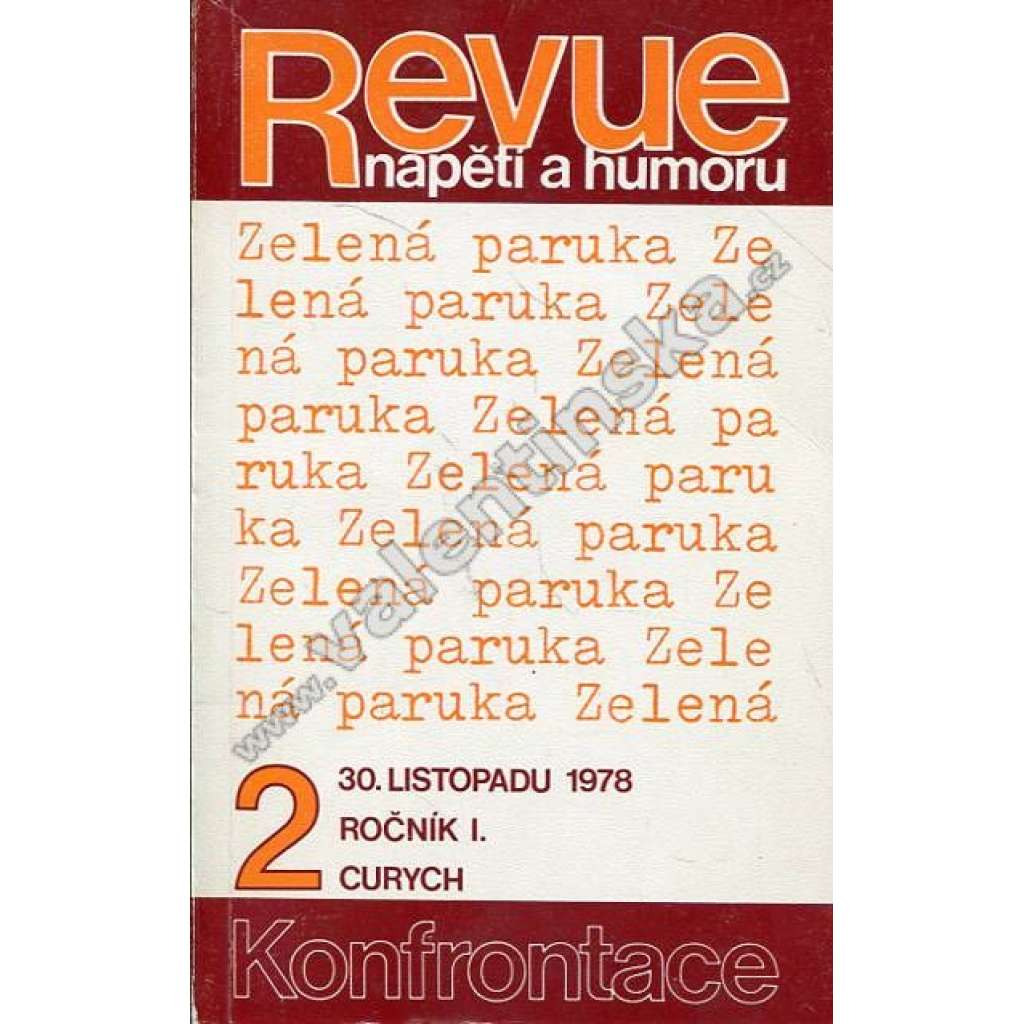 Revue
napětí a humoru
Zelená paruka Ze
lená paruka Zele
ná paruka Zelená
paruka Zelená pa
ruka Zelená paru
ka Zelená paruka
Zelená paruka Ze
lená paruka Zele
ná paruka Zelená
2
30. LISTOPADU 1978
ROČNÍK I.
CURYCH
Konfrontace
www.valentinska.cz